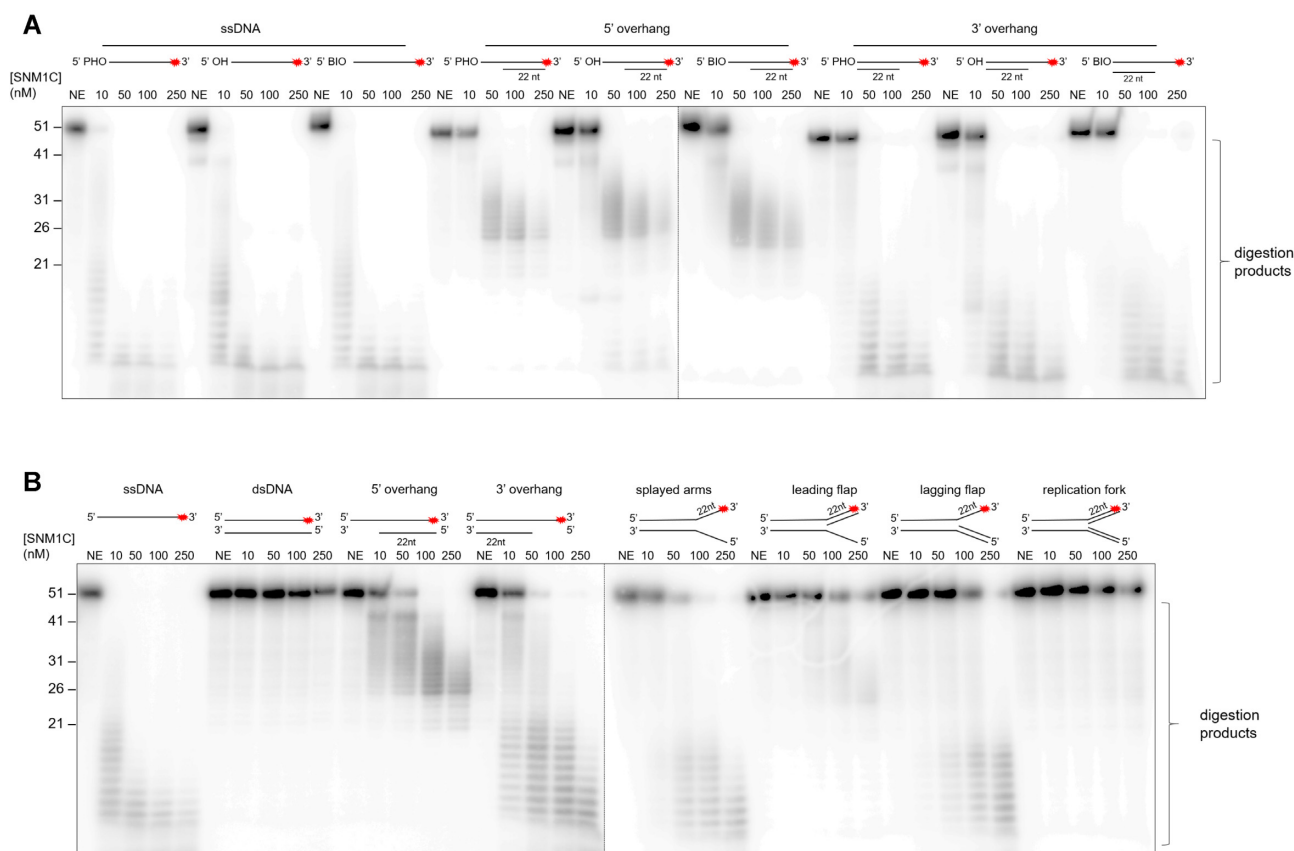 A
ssDNA 5’ overhang 3’ overhang
5’ PHO 3’ 5’ OH 3’ 5’ BIO 3’ 5’ PHO 3’ 5’ OH 3’ 5’ BIO 3’ 5’ PHO 3’ 5’ OH 3’ 5’ BIO 3’
22 nt 22 nt 22 nt 22 nt 22 nt 22 nt
[SNM1C]
(nM) NE 10 50 100 250 NE 10 50 100 250 NE 10 50 100 250 NE 10 50 100 250 NE 10 50 100 250 NE 10 50 100 250 NE 10 50 100 250 NE 10 50 100 250 NE 10 50 100 250
51
41
31
26
21
digestion
products
B
ssDNA dsDNA 5’ overhang 3’ overhang splayed arms leading flap lagging flap replication fork
22nt 3’ 22nt 3’ 22nt 3’ 22nt 3’
5’ 3’ 5’ 3’ 5’ 3’ 5’ 3’ 5’ 5’ 5’ 5’
3’ 5’ 3’ 5’ 3’ 5’ 3’ 3’ 3’ 3’
22nt 22nt 5’ 5’ 5’ 5’
[SNM1C]
(nM) NE 10 50 100 250 NE 10 50 100 250 NE 10 50 100 250 NE 10 50 100 250 NE 10 50 100 250 NE 10 50 100 250 NE 10 50 100 250 NE 10 50 100 250
51
41
31
26
21
digestion
products